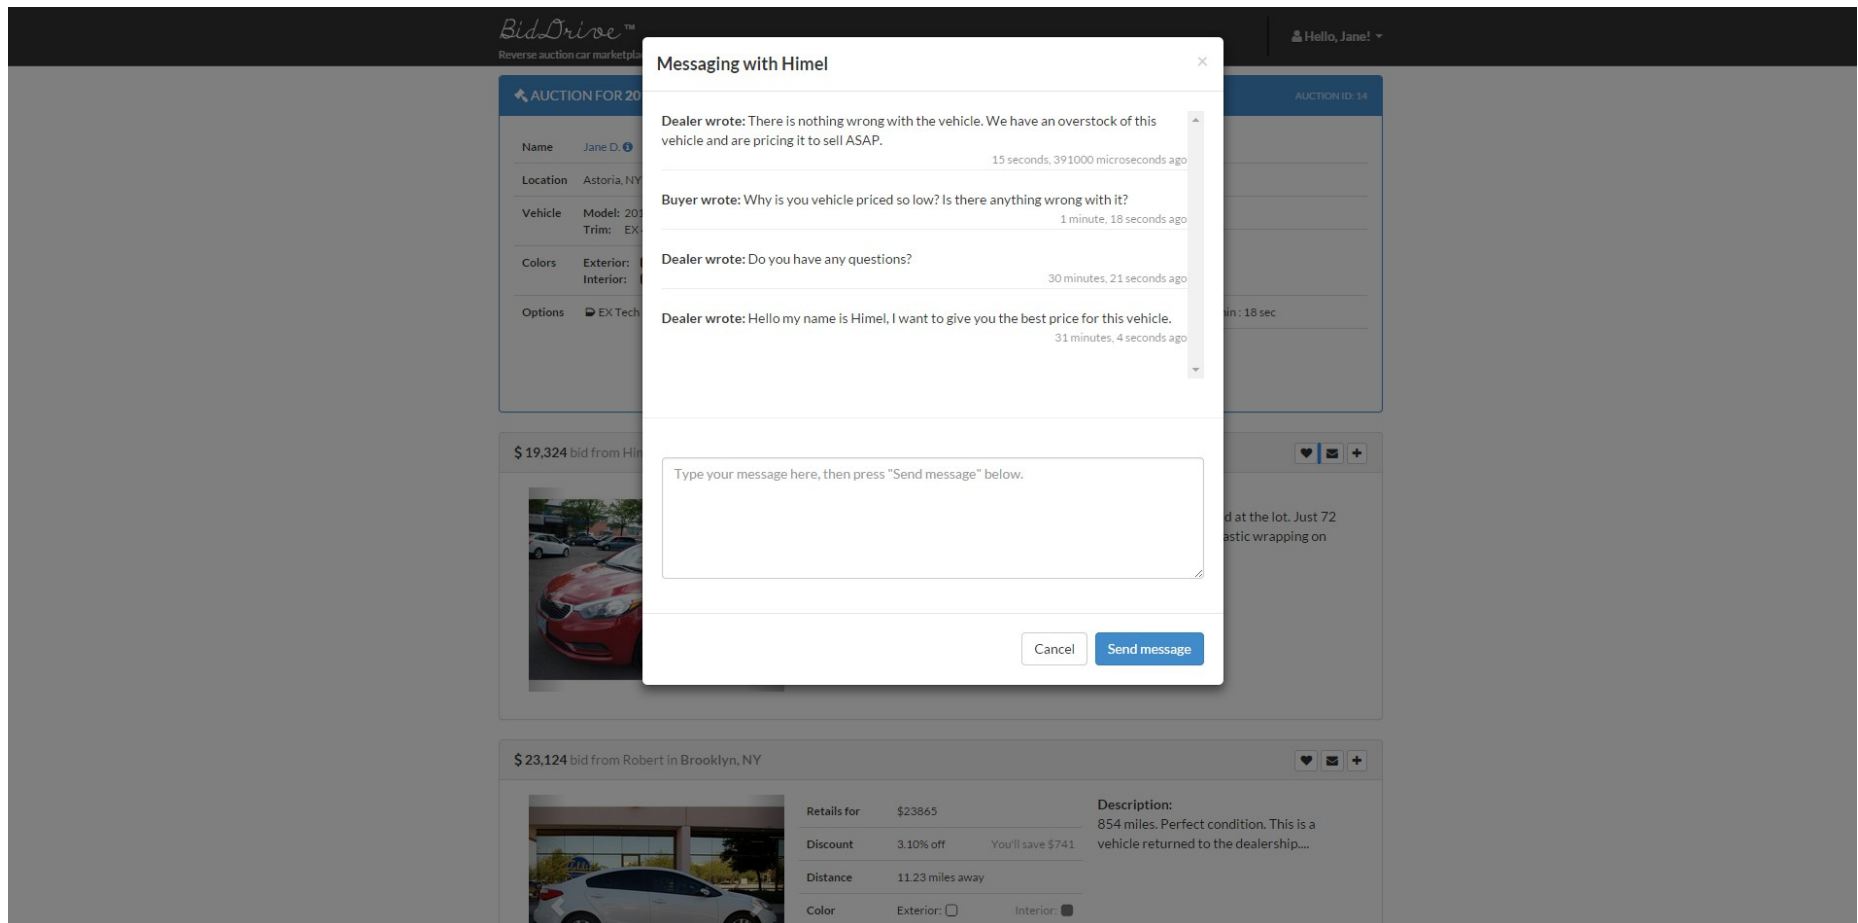 BidDrive™
Reverse auction car marketpla
Hello, Jane!
Messaging with Himel
×
AUCTION FOR 20
AUCTION ID: 14
Name Jane D.
Location Astoria, NY
Vehicle Model: 201
Trim: EX
Colors Exterior:
Interior:
Options EX Tech
in : 18 sec
Dealer wrote: There is nothing wrong with the vehicle. We have an overstock of this
vehicle and are pricing it to sell ASAP.
15 seconds, 391000 microseconds ago
Buyer wrote: Why is you vehicle priced so low? Is there anything wrong with it?
1 minute, 18 seconds ago
Dealer wrote: Do you have any questions?
30 minutes, 21 seconds ago
Dealer wrote: Hello my name is Himel, I want to give you the best price for this vehicle.
31 minutes, 4 seconds ago
$ 19,324 bid from Him
Type your message here, then press "Send message" below.
d at the lot. Just 72
astic wrapping on
Cancel Send message
$ 23,124 bid from Robert in Brooklyn, NY
Retails for $23865
Discount 3.10% off You'll save $741
Distance 11.23 miles away
Color Exterior: Interior:
Description:
854 miles. Perfect condition. This is a
vehicle returned to the dealership....